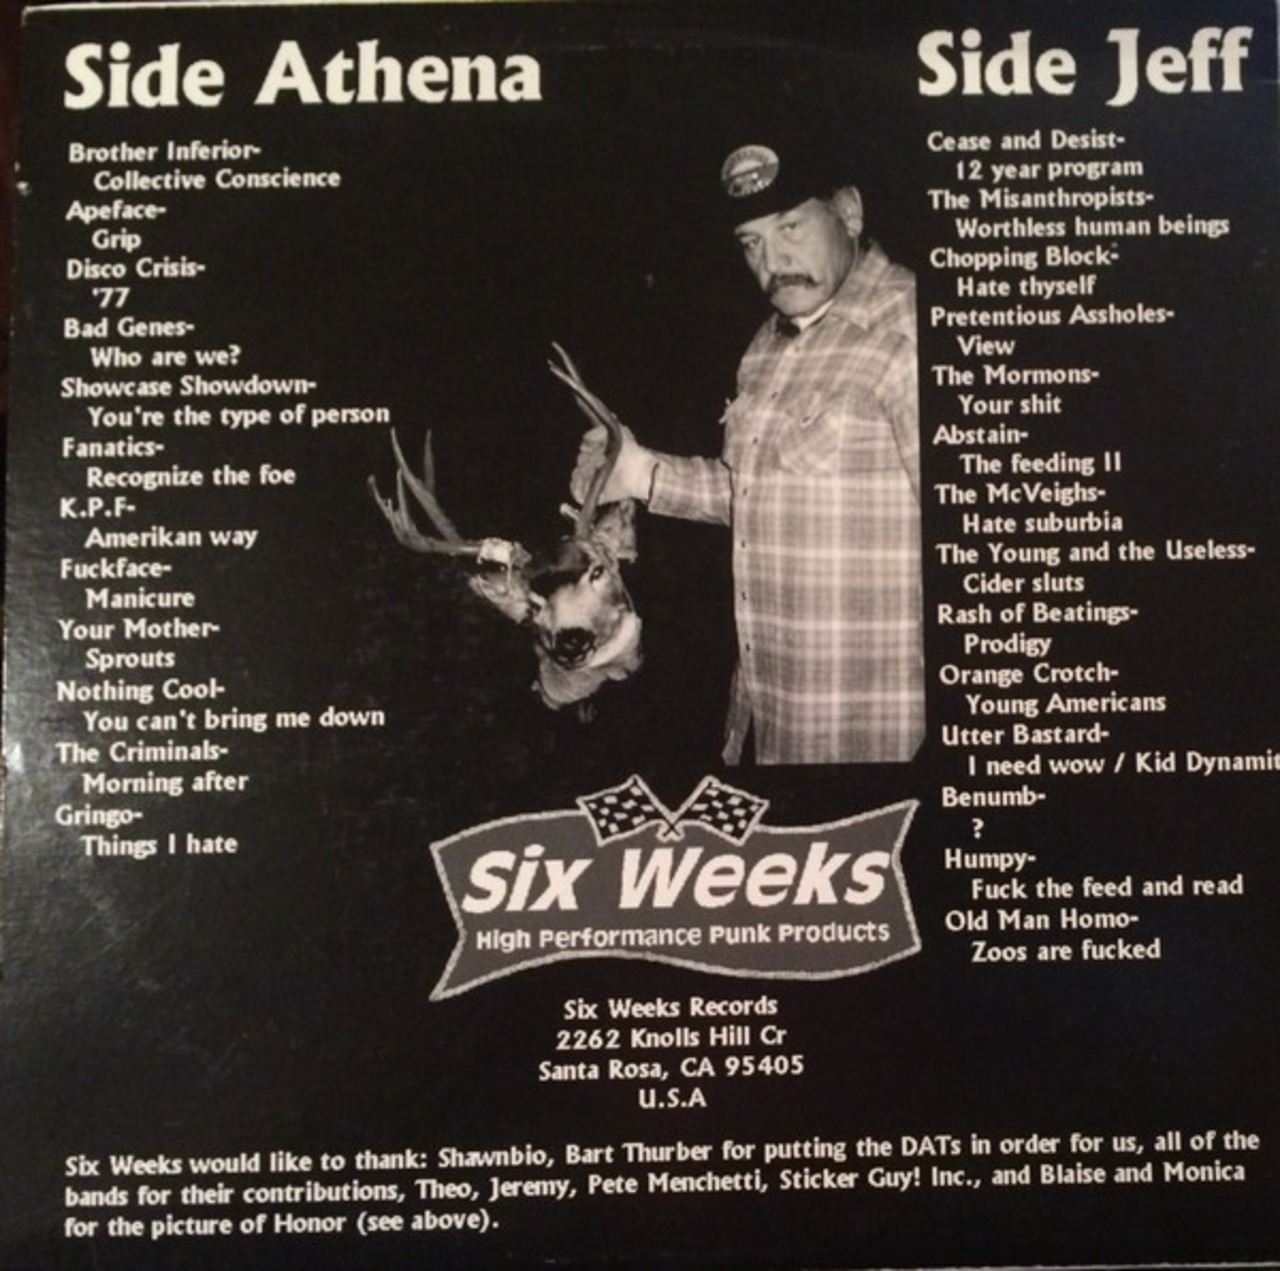 Side Athena
Brother Inferior-
Collective Conscience
Apeface-
Grip
Disco Crisis-
'77
Bad Genes-
Who are we?
Showcase Showdown-
You're the type of person
Fanatics-
Recognize the foe
K.P.F-
Amerikan way
Fuckface-
Manicure
Your Mother-
Sprouts
Nothing Cool-
You can't bring me down
The Criminals-
Morning after
Gringo-
Things I hate
Side Jeff
Cease and Desist-
12 year program
The Misanthropists-
Worthless human beings
Chopping Block-
Hate thyself
Pretentious Assholes-
View
The Mormons-
Your shit
Abstain-
The feeding II
The McVeighs-
Hate suburbia
The Young and the Useless-
Cider sluts
Rash of Beatings-
Prodigy
Orange Crotch-
Young Americans
Utter Bastard-
I need wow / Kid Dynamit
Benumb-
?
Humpy-
Fuck the feed and read
Old Man Homo-
Zoos are fucked
Six Weeks
High Performance Punk Products
Six Weeks Records
2262 Knolls Hill Cr
Santa Rosa, CA 95405
U.S.A
Six Weeks would like to thank: Shawnbio, Bart Thurber for putting the DATs in order for us, all of the
bands for their contributions, Theo, Jeremy, Pete Menchetti, Sticker Guy! Inc., and Blaise and Monica
for the picture of Honor (see above).